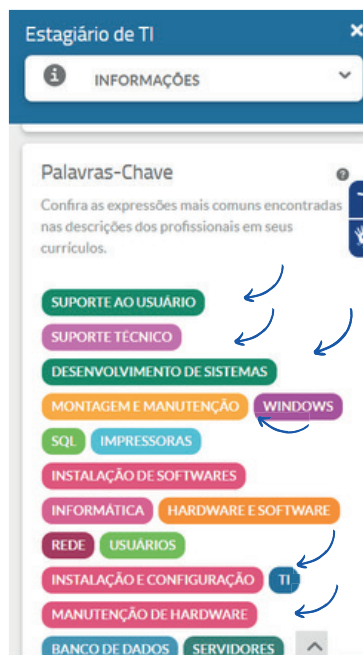 Estagiário de TI
INFORMAÇÕES
Palavras-Chave
Confira as expressões mais comuns encontradas
nas descrições dos profissionais em seus
currículos.
SUPORTE AO USUÁRIO
SUPORTE TÉCNICO
DESENVOLVIMENTO DE SISTEMAS
MONTAGEM E MANUTENÇÃO WINDOWS
SQL IMPRESSORAS
INSTALAÇÃO DE SOFTWARES
INFORMÁTICA HARDWARE E SOFTWARE
REDE USUÁRIOS
INSTALAÇÃO E CONFIGURAÇÃO TI
MANUTENÇÃO DE HARDWARE
BANCO DE DADOS SERVIDORES